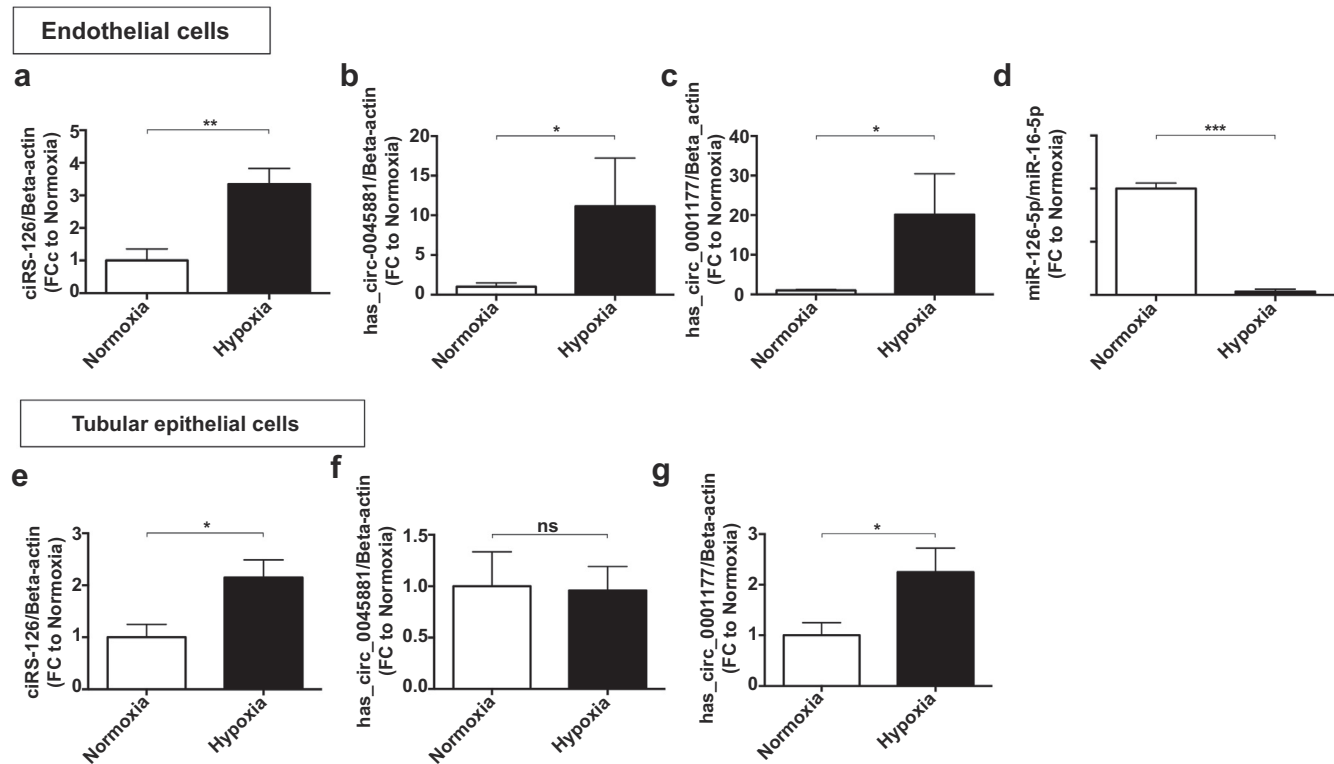 Endothelial cells
a
ciRS-126/Beta-actin
(FCc to Normoxia)
5
4
3
2
1
0
**
Normoxia
Hypoxia
b
has_circ-0045881/Beta-actin
(FC to Normoxia)
20
15
10
5
0
*
Normoxia
Hypoxia
c
has_circ_0001177/Beta_actin
(FC to Normoxia)
40
30
20
10
0
*
Normoxia
Hypoxia
d
miR-126-5p/miR-16-5p
(FC to Normoxia)
***
Normoxia
Hypoxia
Tubular epithelial cells
e
ciRS-126/Beta-actin
(FC to Normoxia)
3
2
1
0
*
Normoxia
Hypoxia
f
has_circ_0045881/Beta-actin
(FC to Normoxia)
1.5
1.0
0.5
0.0
ns
Normoxia
Hypoxia
g
has_circ_0001177/Beta-actin
(FC to Normoxia)
3
2
1
0
*
Normoxia
Hypoxia